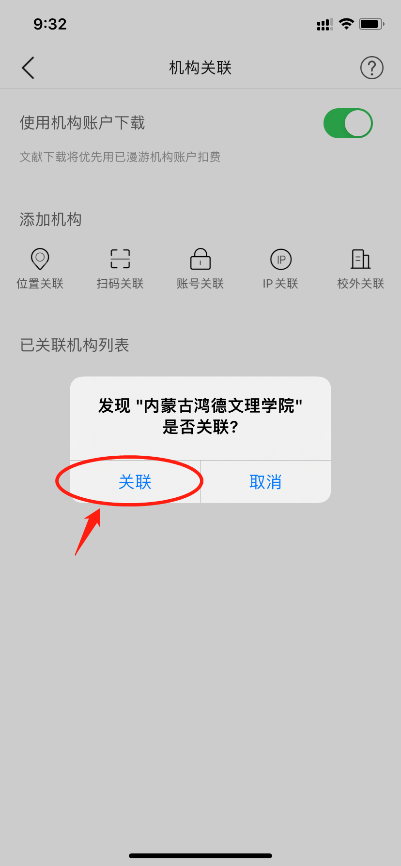 9:32
机构关联
使用机构账户下载
文献下载将优先用已漫游机构账户扣费
添加机构
位置关联 扫码关联 账号关联 IP关联 校外关联
已关联机构列表
发现 "内蒙古鸿德文理学院"
是否关联?
关联 取消